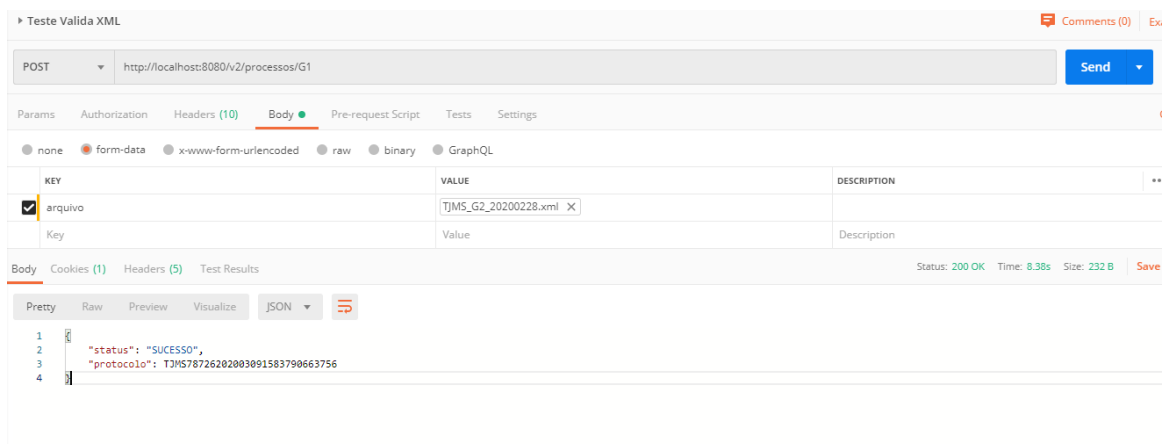 Teste Valida XML Comments (0)
POST http://localhost:8080/v2/processos/G1 Send
Params Authorization Headers (10) Body Pre-request Script Tests Settings
none form-data x-www-form-urlencoded raw binary GraphQL
KEY VALUE DESCRIPTION
arquivo TJMS_G2_20200228.xml X
Key Value Description
Body Cookies (1) Headers (5) Test Results Status: 200 OK Time: 8.38s Size: 232 B Save
Pretty Raw Preview Visualize JSON
1 {
2 "status": "SUCESSO",
3 "protocolo": TJMS78726202003091583790663756
4 }